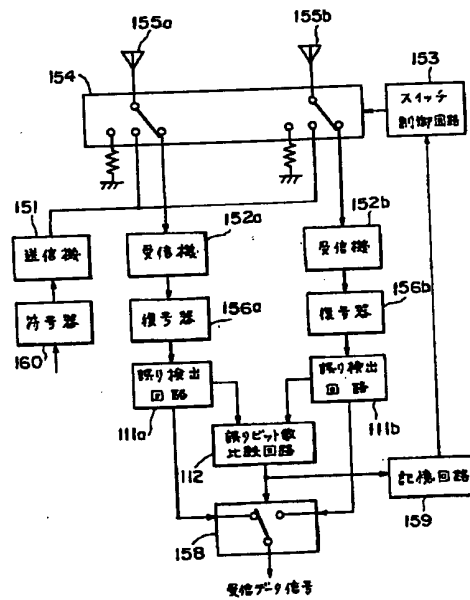 155a
155b
154
153
スイッチ
制御回路
151
送信機
152a
受信機
152b
受信機
符号器
160
復号器
156a
復号器
156b
誤り検出
回路
111a
誤り検出
回路
111b
誤りビット数
比較回路
112
記憶回路
159
158
受信データ信号